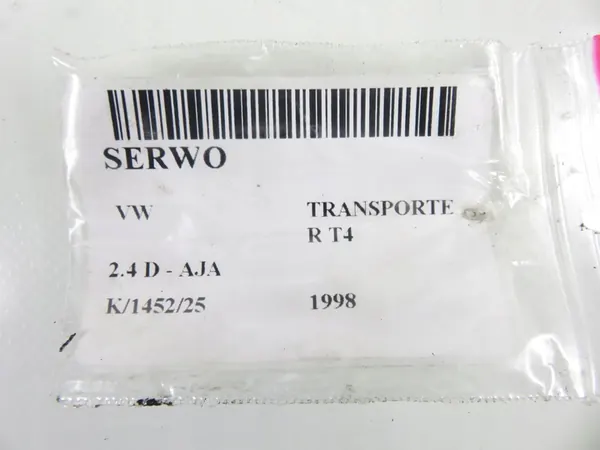 SERWO
VW TRANSPORTE
R T4
2.4 D - AJA
K/1452/25 1998